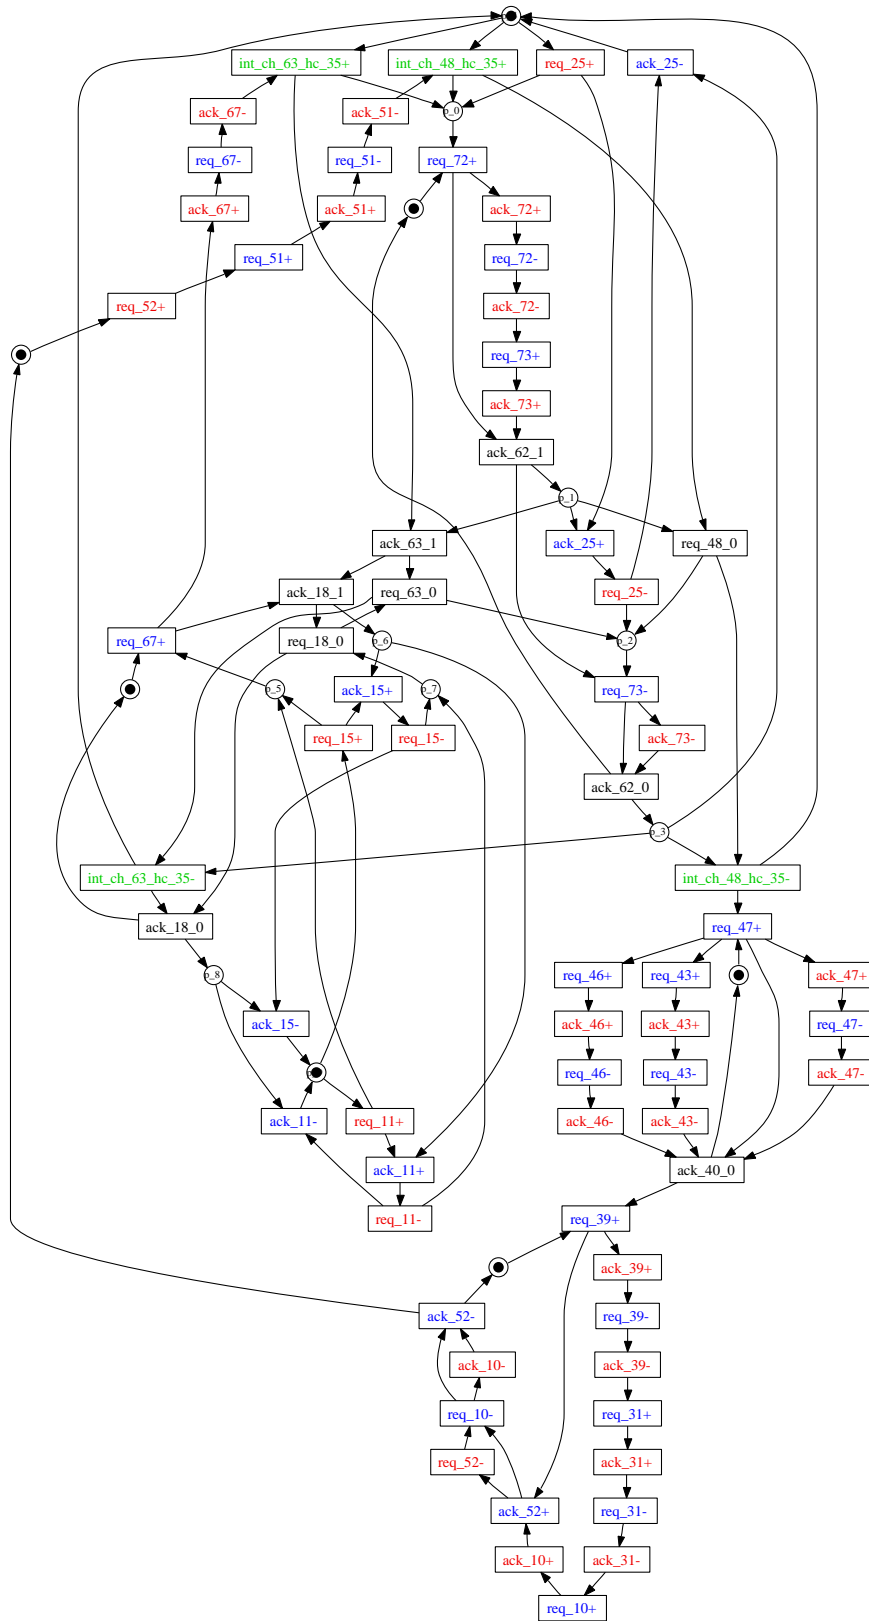 int_ch_63_hc_35+ int_ch_48_hc_35+ req_25+ ack_25-
ack_67- ack_51- p_0
req_67- req_51- req_72+
ack_67+ ack_51+ ack_72+
req_51+ req_72-
req_52+ ack_72-
req_73+
ack_73+
ack_62_1
p_1
ack_63_1 ack_25+ req_48_0
ack_18_1 req_63_0 req_25-
req_67+ req_18_0 p_6 p_2
p_5 ack_15+ p_7 req_73-
req_15+ req_15- ack_73-
ack_62_0
p_3
int_ch_63_hc_35- int_ch_48_hc_35-
ack_18_0 req_47+
p_8 req_46+ req_43+ ack_47+
ack_15- ack_46+ ack_43+ req_47-
req_46- req_43- ack_47-
ack_11- req_11+ ack_46- ack_43-
ack_11+ ack_40_0
req_11- req_39+
ack_39+
ack_52- req_39-
ack_10- ack_39-
req_10- req_31+
req_52- ack_31+
ack_52+ req_31-
ack_10+ ack_31-
req_10+